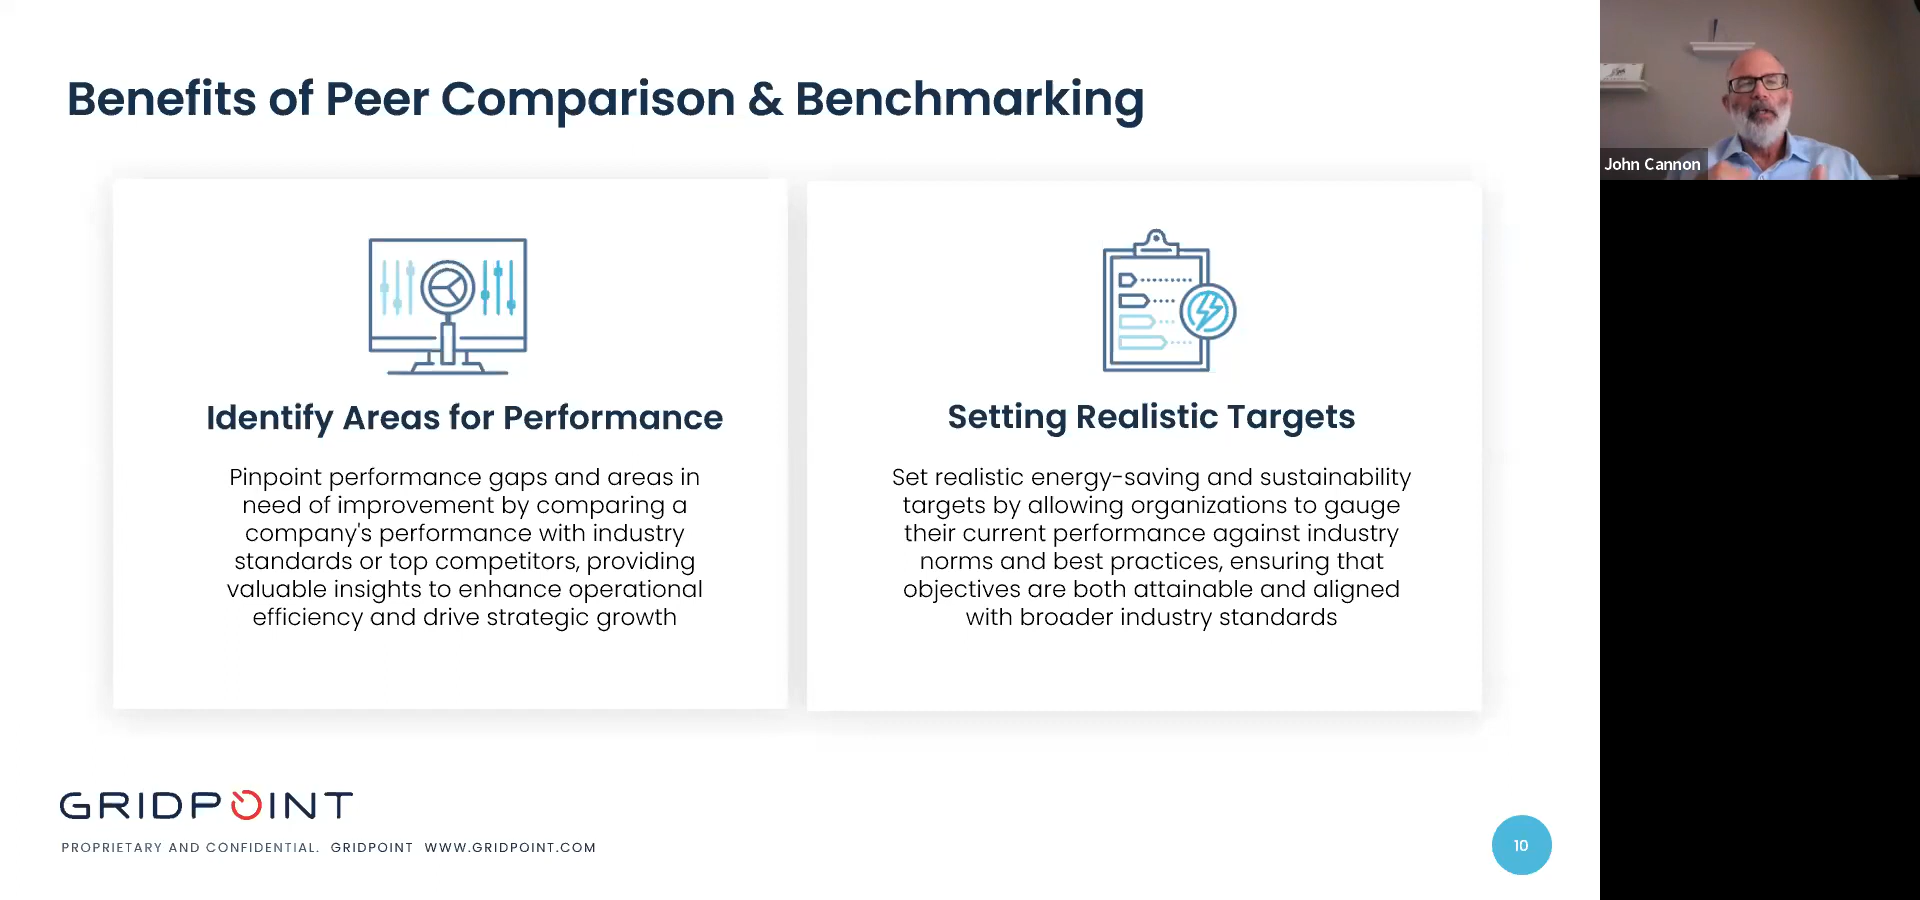 Benefits of Peer Comparison & Benchmarking
Identify Areas for Performance
Pinpoint performance gaps and areas in
need of improvement by comparing a
company's performance with industry
standards or top competitors, providing
valuable insights to enhance operational
efficiency and drive strategic growth
Setting Realistic Targets
Set realistic energy-saving and sustainability
targets by allowing organizations to gauge
their current performance against industry
norms and best practices, ensuring that
objectives are both attainable and aligned
with broader industry standards
GRIDPOINT
PROPRIETARY AND CONFIDENTIAL. GRIDPOINT WWW.GRIDPOINT.COM
10
John Cannon